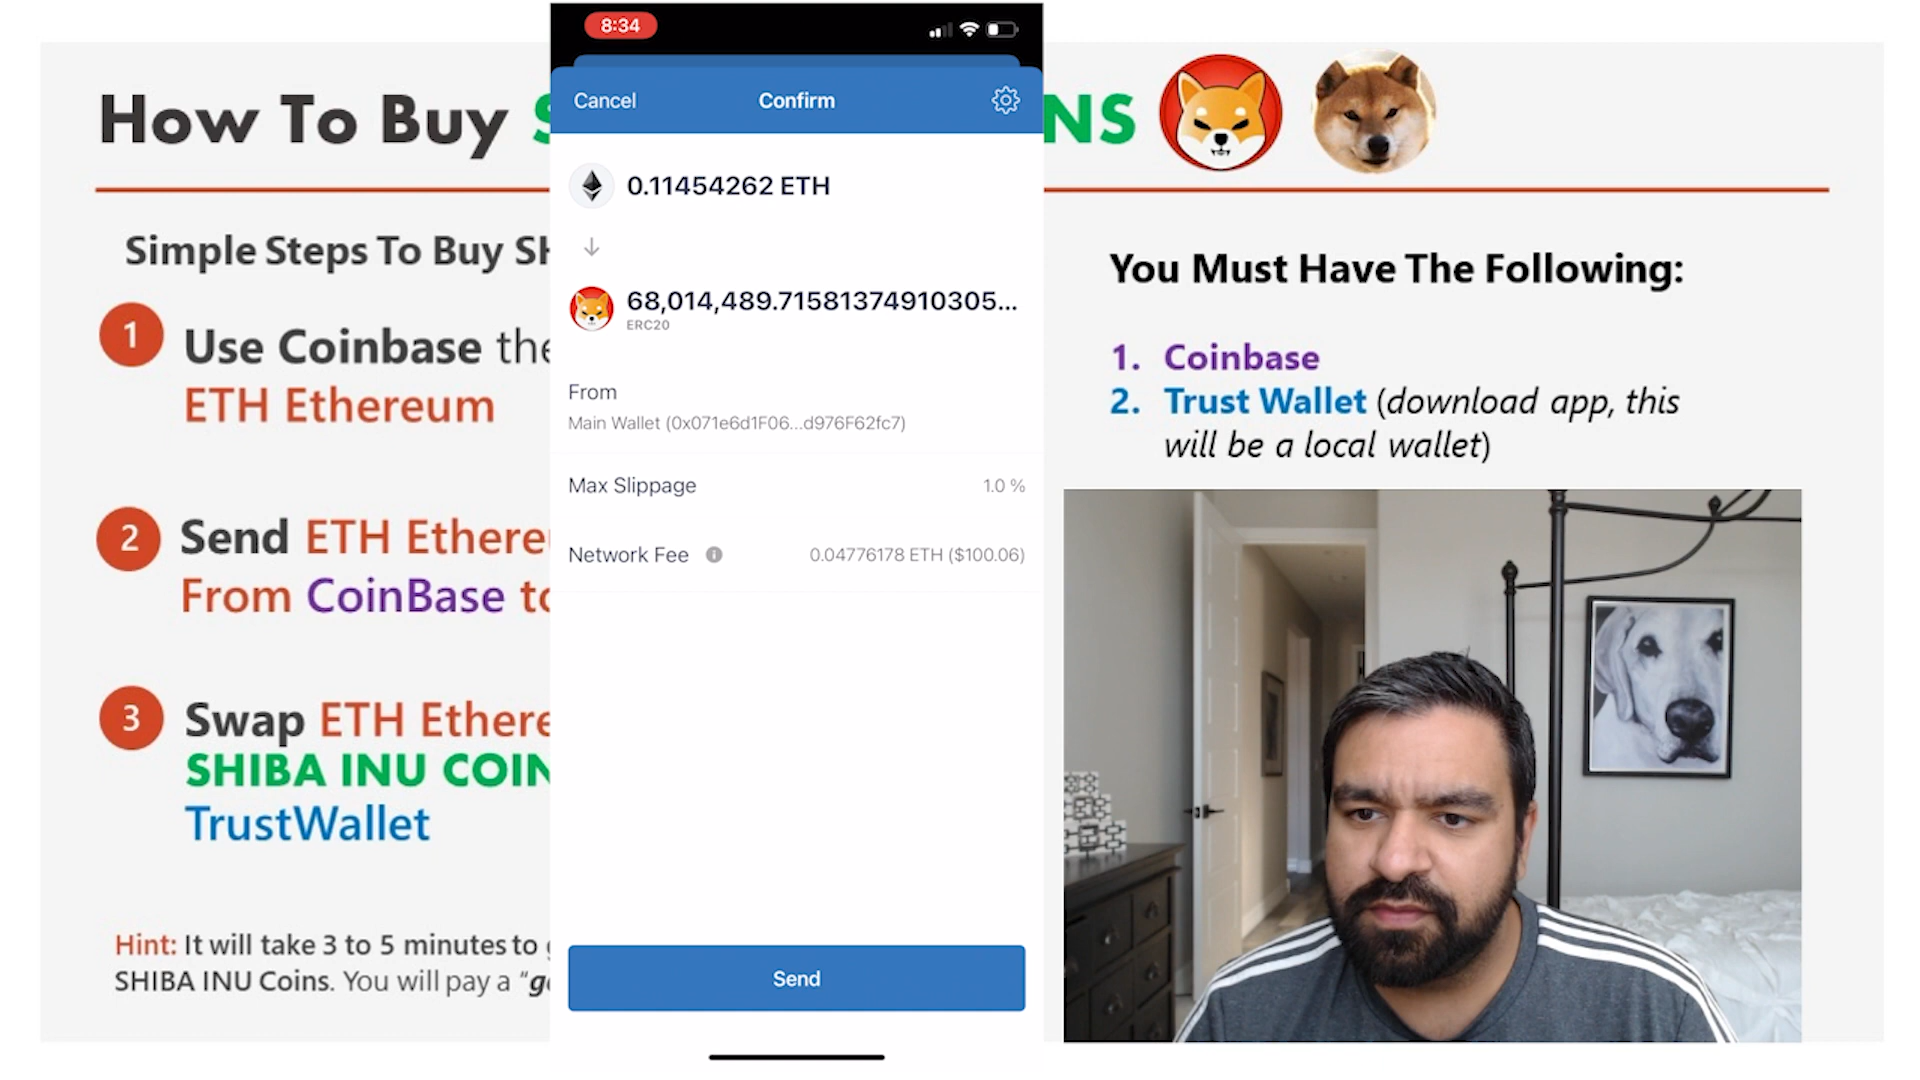 How To Buy
NS
Simple Steps To Buy
1
Use Coinbase
ETH Ethereum
2
Send ETH
From CoinBase
3
Swap ETH
SHIBA INU
TrustWallet
Hint: It will take 3 to 5 minutes to
SHIBA INU Coins. You will pay a "
8:34
Cancel
Confirm
0.11454262 ETH
68,014,489.71581374910305...
ERC20
From
Main Wallet (0x071e6d1F06...d976F62fc7)
Max Slippage
1.0 %
Network Fee
0.04776178 ETH ($100.06)
Send
You Must Have The Following:
1. Coinbase
2. Trust Wallet (download app, this
will be a local wallet)